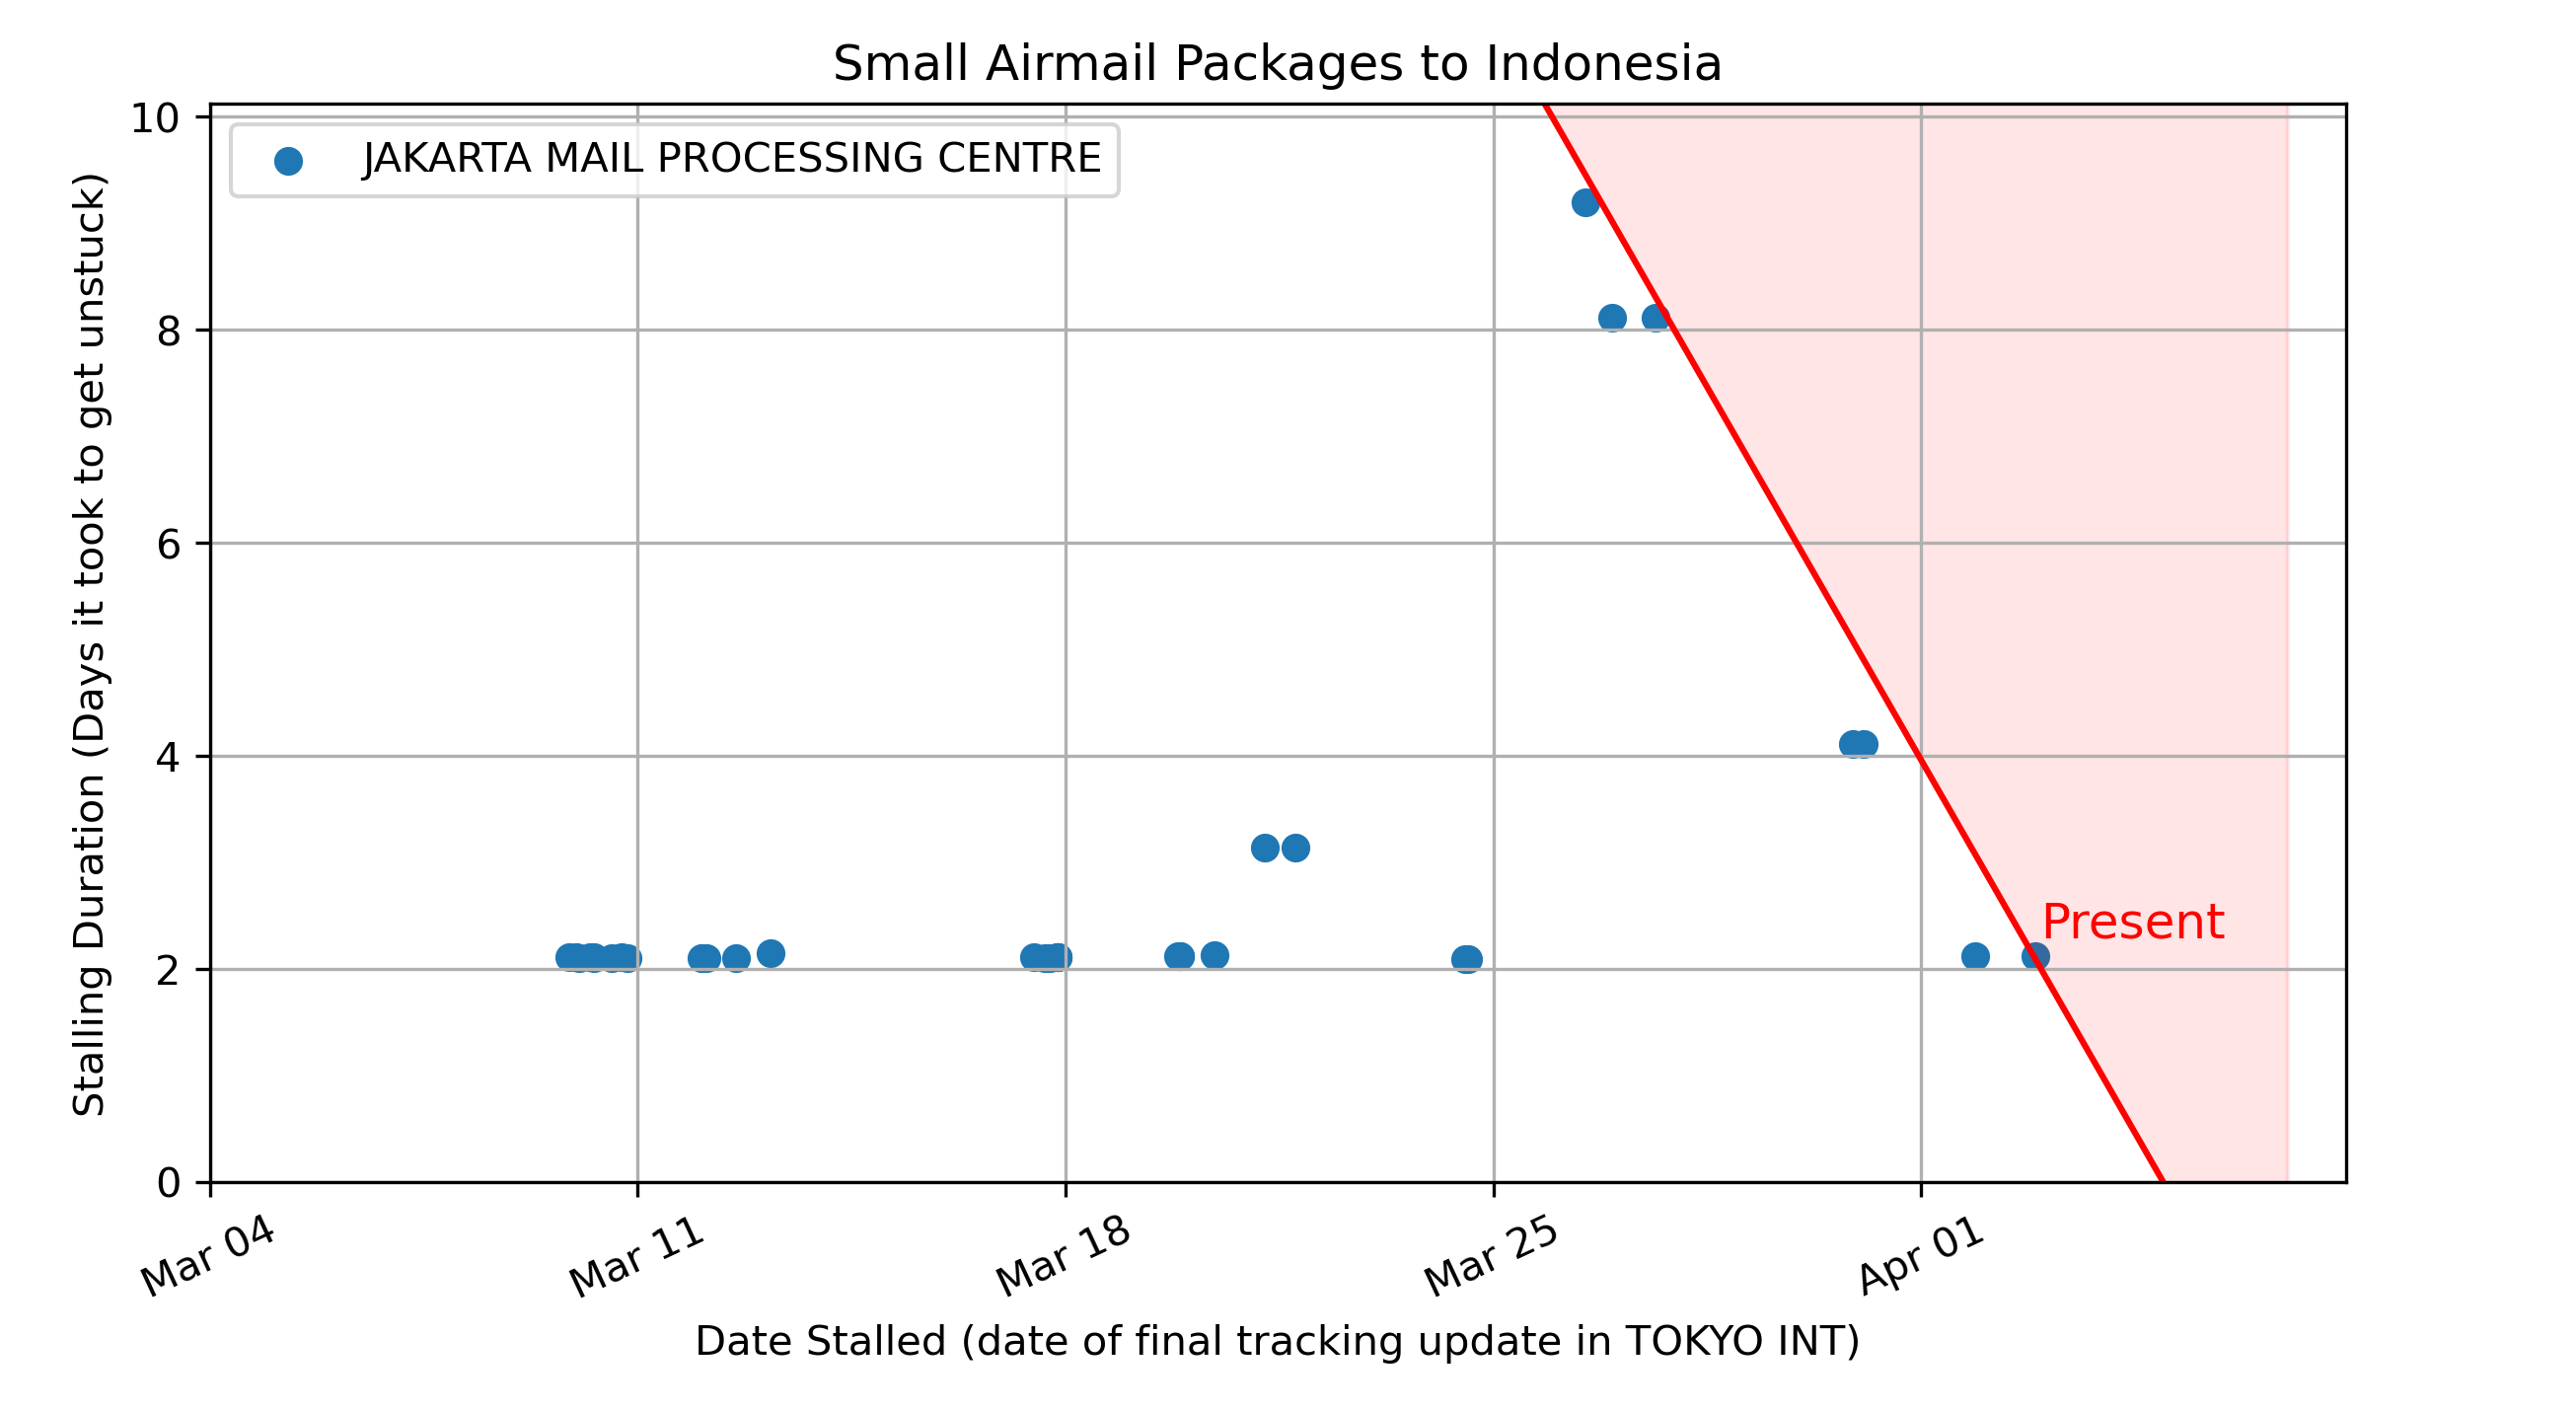 Small Airmail Packages to Indonesia
JAKARTA MAIL PROCESSING CENTRE
Stalling Duration (Days it took to get unstuck)
10
8
6
4
2
0
Present
Mar 04
Mar 11
Mar 18
Mar 25
Apr 01
Date Stalled (date of final tracking update in TOKYO INT)